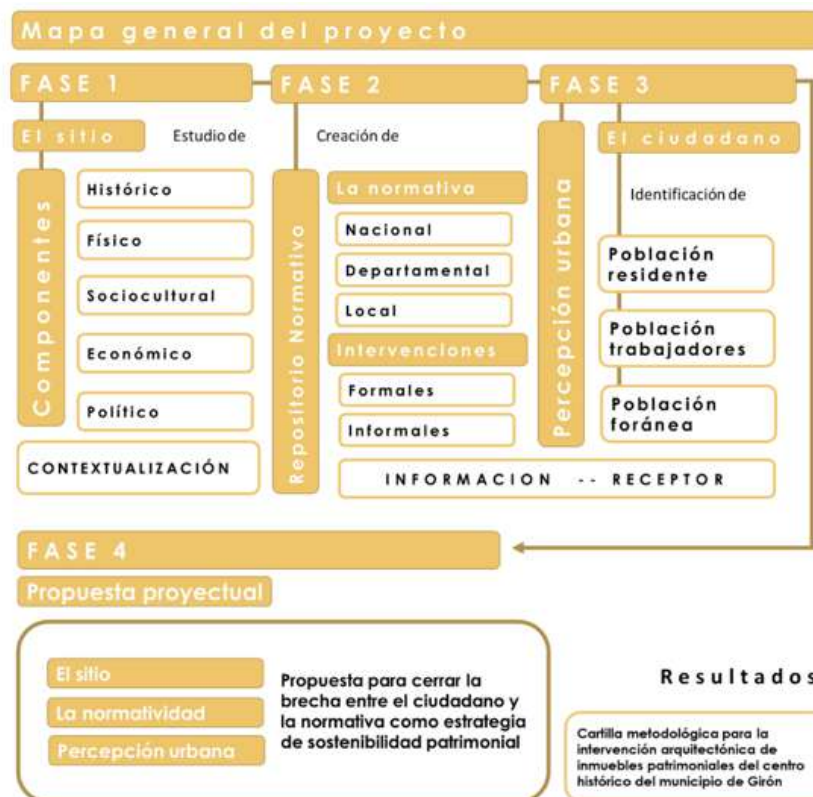 Mapa general del proyecto
FASE 1
El sitio
Estudio de
Componentes
Histórico
Físico
Sociocultural
Económico
Político
CONTEXTUALIZACIÓN
FASE 2
Creación de
Repositorio Normativo
La normativa
Nacional
Departamental
Local
Intervenciones
Formales
Informales
FASE 3
Percepción urbana
El ciudadano
Identificación de
Población
residente
Población
trabajadores
Población
foránea
INFORMACION -- RECEPTOR
FASE 4
Propuesta proyectual
El sitio
La normatividad
Percepción urbana
Propuesta para cerrar la
brecha entre el ciudadano y
la normativa como estrategia
de sostenibilidad patrimonial
Resultados
Cartilla metodológica para la
intervención arquitectónica de
inmuebles patrimoniales del centro
histórico del municipio de Girón